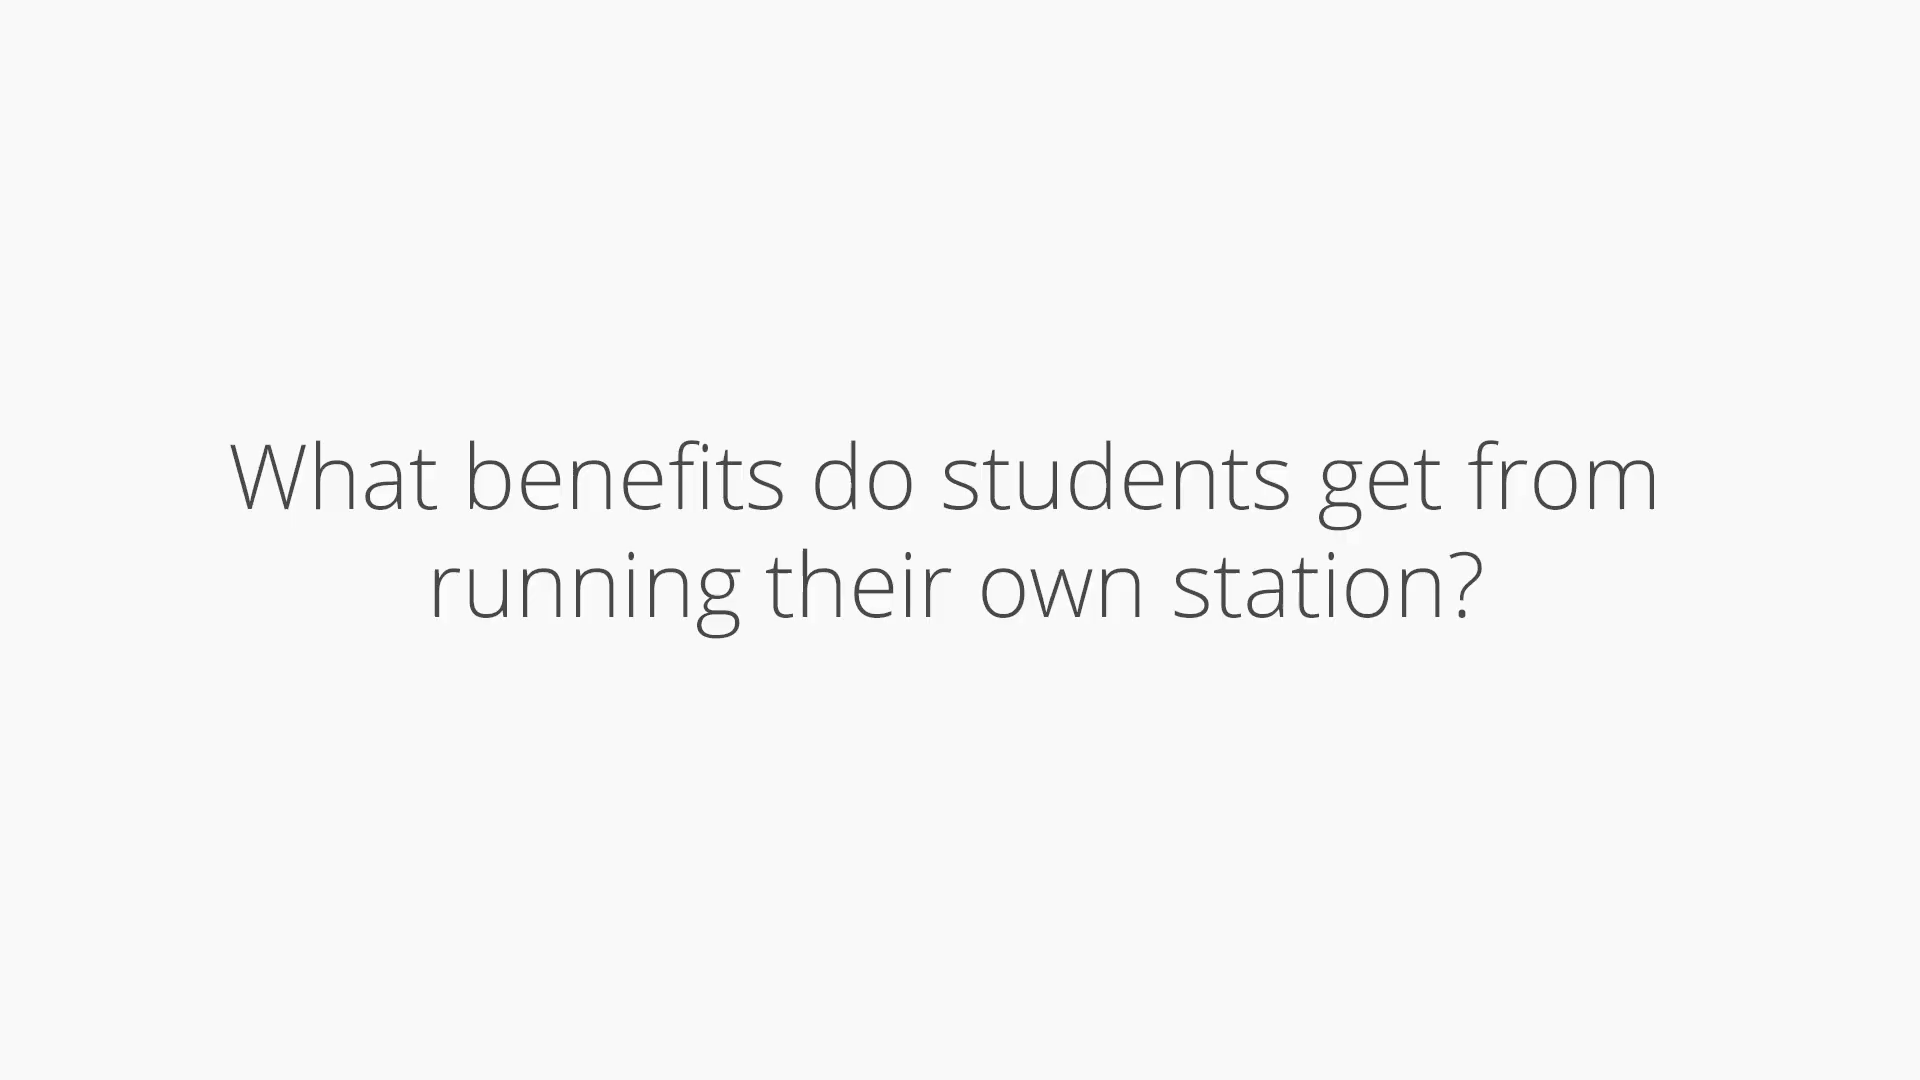 What benefits do students get from
running their own station?